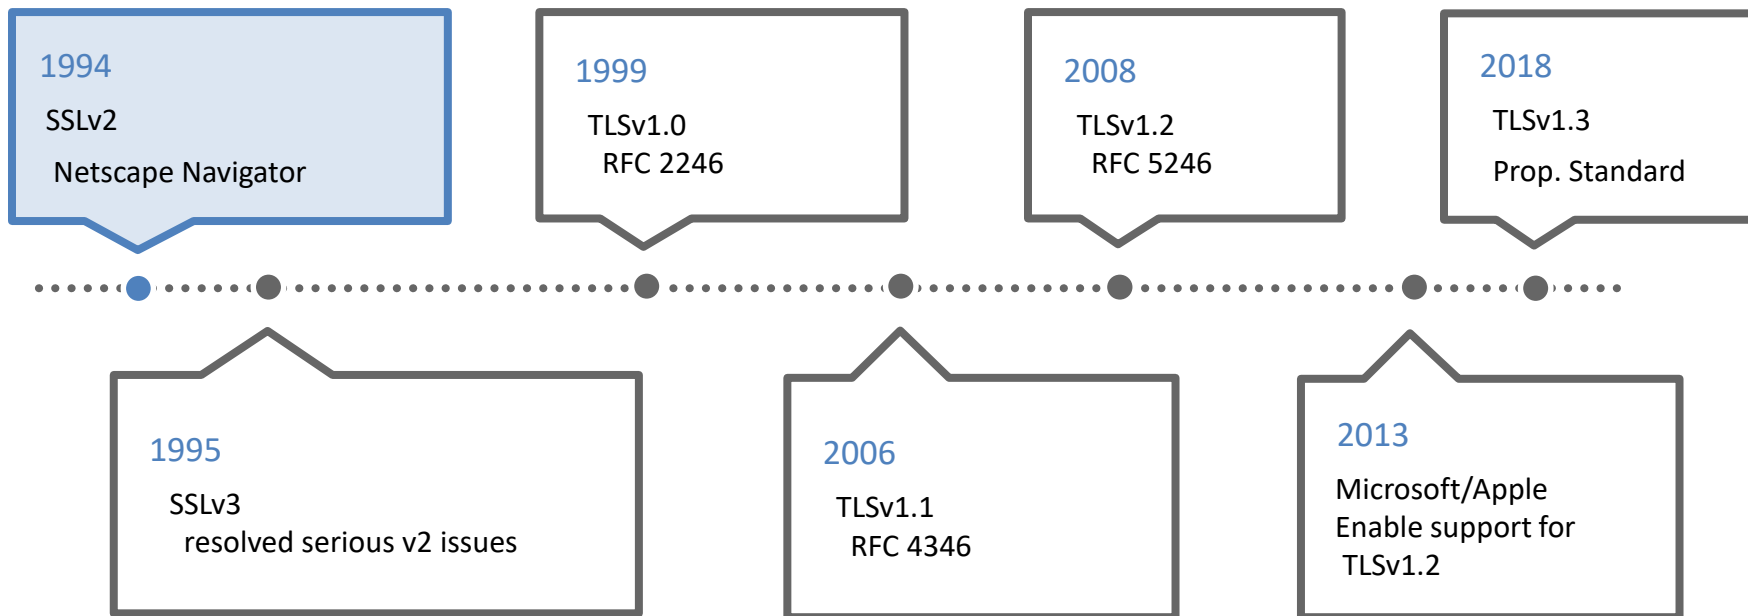 1994
SSLv2
Netscape Navigator
1999
TLSv1.0
RFC 2246
2008
TLSv1.2
RFC 5246
2018
TLSv1.3
Prop. Standard
1995
SSLv3
resolved serious v2 issues
2006
TLSv1.1
RFC 4346
2013
Microsoft/Apple
Enable support for
TLSv1.2